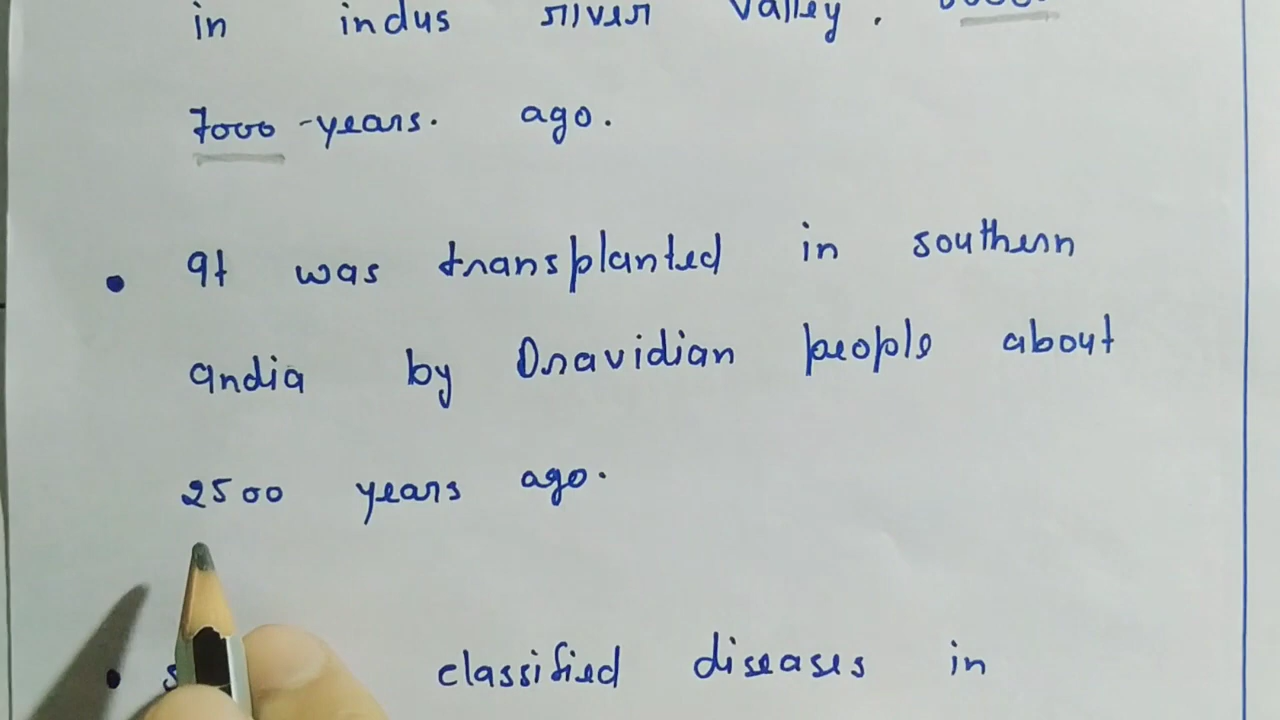 in indus river valley.
7000 - years. ago.
• It was transplanted in southern
India by Dravidian people about
2500 years ago.
• classified diseases in